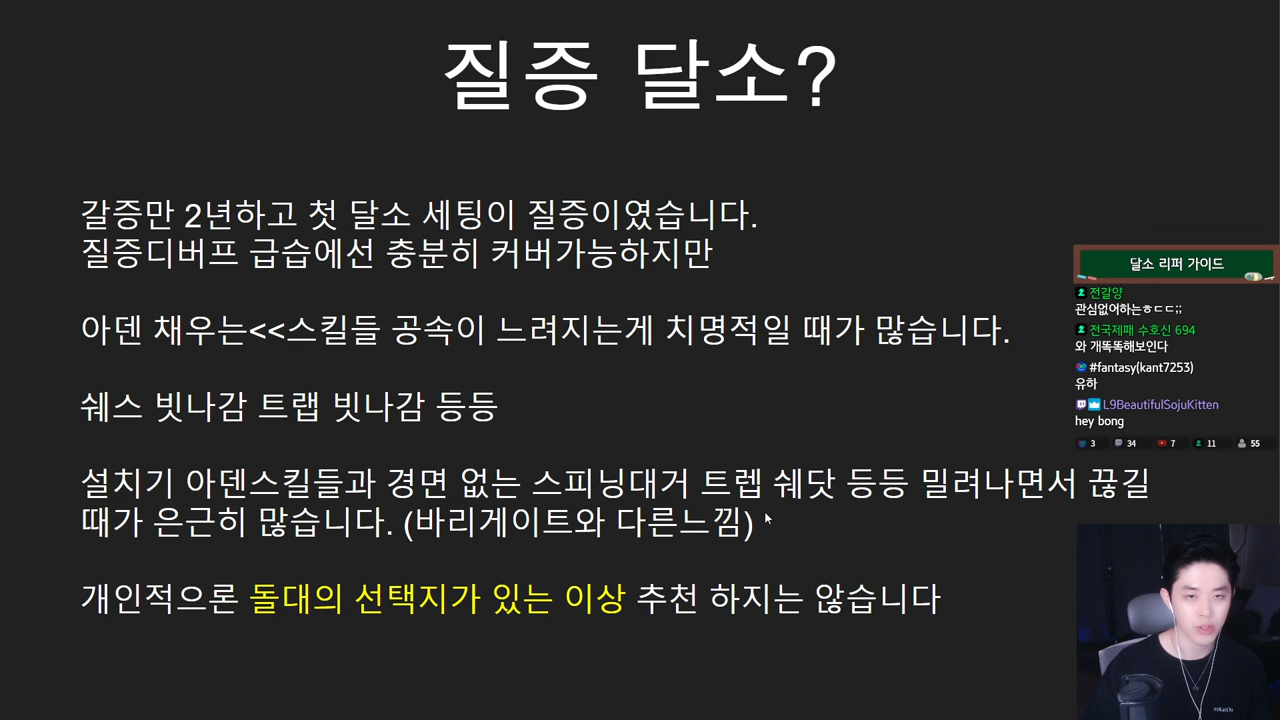 질증 달소?
갈증만 2년하고 첫 달소 세팅이 질증이였습니다.
질증디버프 급습에선 충분히 커버가능하지만
아덴 채우는<<스킬들 공속이 느려지는게 치명적일 때가 많습니다.
쉐스 빗나감 트랩 빗나감 등등
설치기 아덴스킬들과 경면 없는 스피닝대거 트렙 쉐닷 등등 밀려나면서 끊길
때가 은근히 많습니다. (바리게이트와 다른느낌)
개인적으론 돌대의 선택지가 있는 이상 추천 하지는 않습니다
달소 리퍼 가이드
전갈양
관심없어하는ㅎㄷㄷ;;
전국제패 수호신 694
와 개똑똑해보인다
#fantasy(kant7253)
유하
L9BeautifulSojuKitten
hey bong
3 34 7 11 55